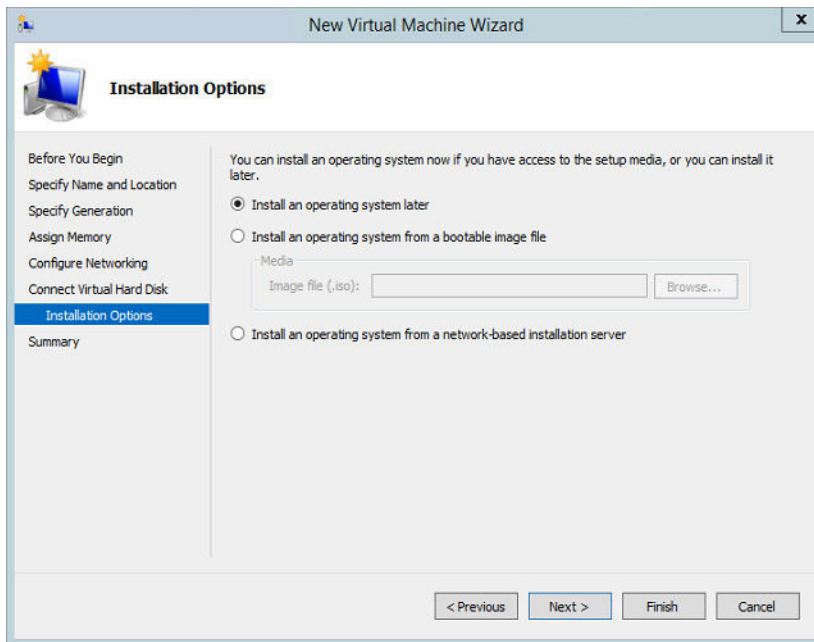 New Virtual Machine Wizard
x
Installation Options
Before You Begin
Specify Name and Location
Specify Generation
Assign Memory
Configure Networking
Connect Virtual Hard Disk
Installation Options
Summary
You can install an operating system now if you have access to the setup media, or you can install it
later.
Install an operating system later
Install an operating system from a bootable image file
Media
Image file (.iso):
Browse...
Install an operating system from a network-based installation server
< Previous
Next >
Finish
Cancel